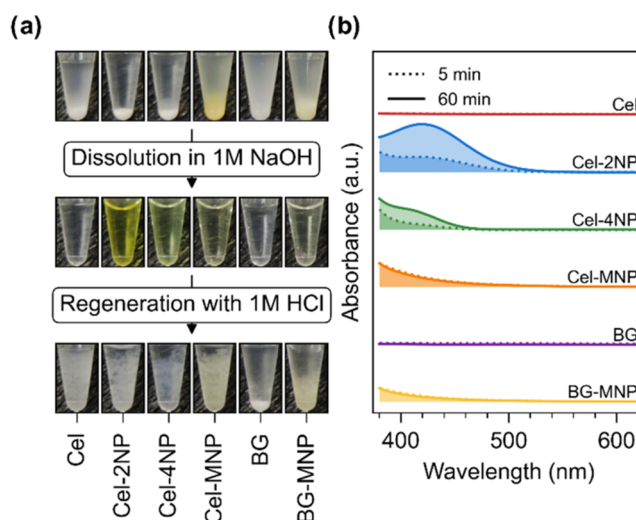 (a)
Dissolution in 1M NaOH
Regeneration with 1M HCl
Cel
Cel-2NP
Cel-4NP
Cel-MNP
BG
BG-MNP
(b)
5 min
60 min
Cel
Cel-2NP
Cel-4NP
Cel-MNP
BG
BG-MNP
Absorbance (a.u.)
400
500
600
Wavelength (nm)